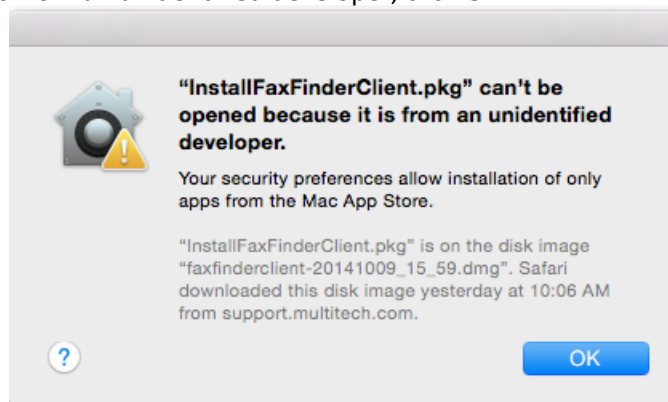 “InstallFaxFinderClient.pkg” can’t be
opened because it is from an unidentified
developer.
Your security preferences allow installation of only
apps from the Mac App Store.
“InstallFaxFinderClient.pkg” is on the disk image
“faxfinderclient-20141009_15_59.dmg”. Safari
downloaded this disk image yesterday at 10:06 AM
from support.multitech.com.
?
OK